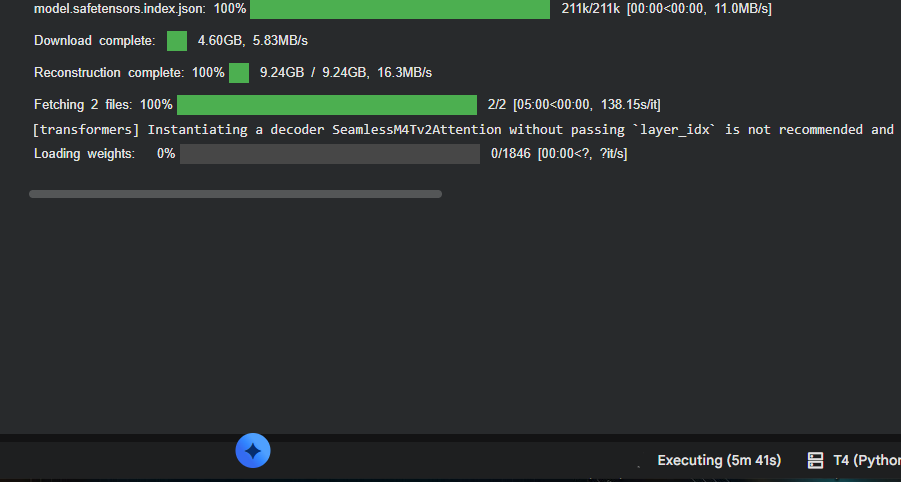 model.safetensors.index.json: 100% 211k/211k [00:00<00:00, 11.0MB/s]
Download complete: 4.60GB, 5.83MB/s
Reconstruction complete: 100% 9.24GB / 9.24GB, 16.3MB/s
Fetching 2 files: 100% 2/2 [05:00<00:00, 138.15s/it]
[transformers] Instantiating a decoder SeamlessM4Tv2Attention without passing `layer_idx` is not recommended and
Loading weights: 0% 0/1846 [00:00<?, ?it/s]
Executing (5m 41s) T4 (Python